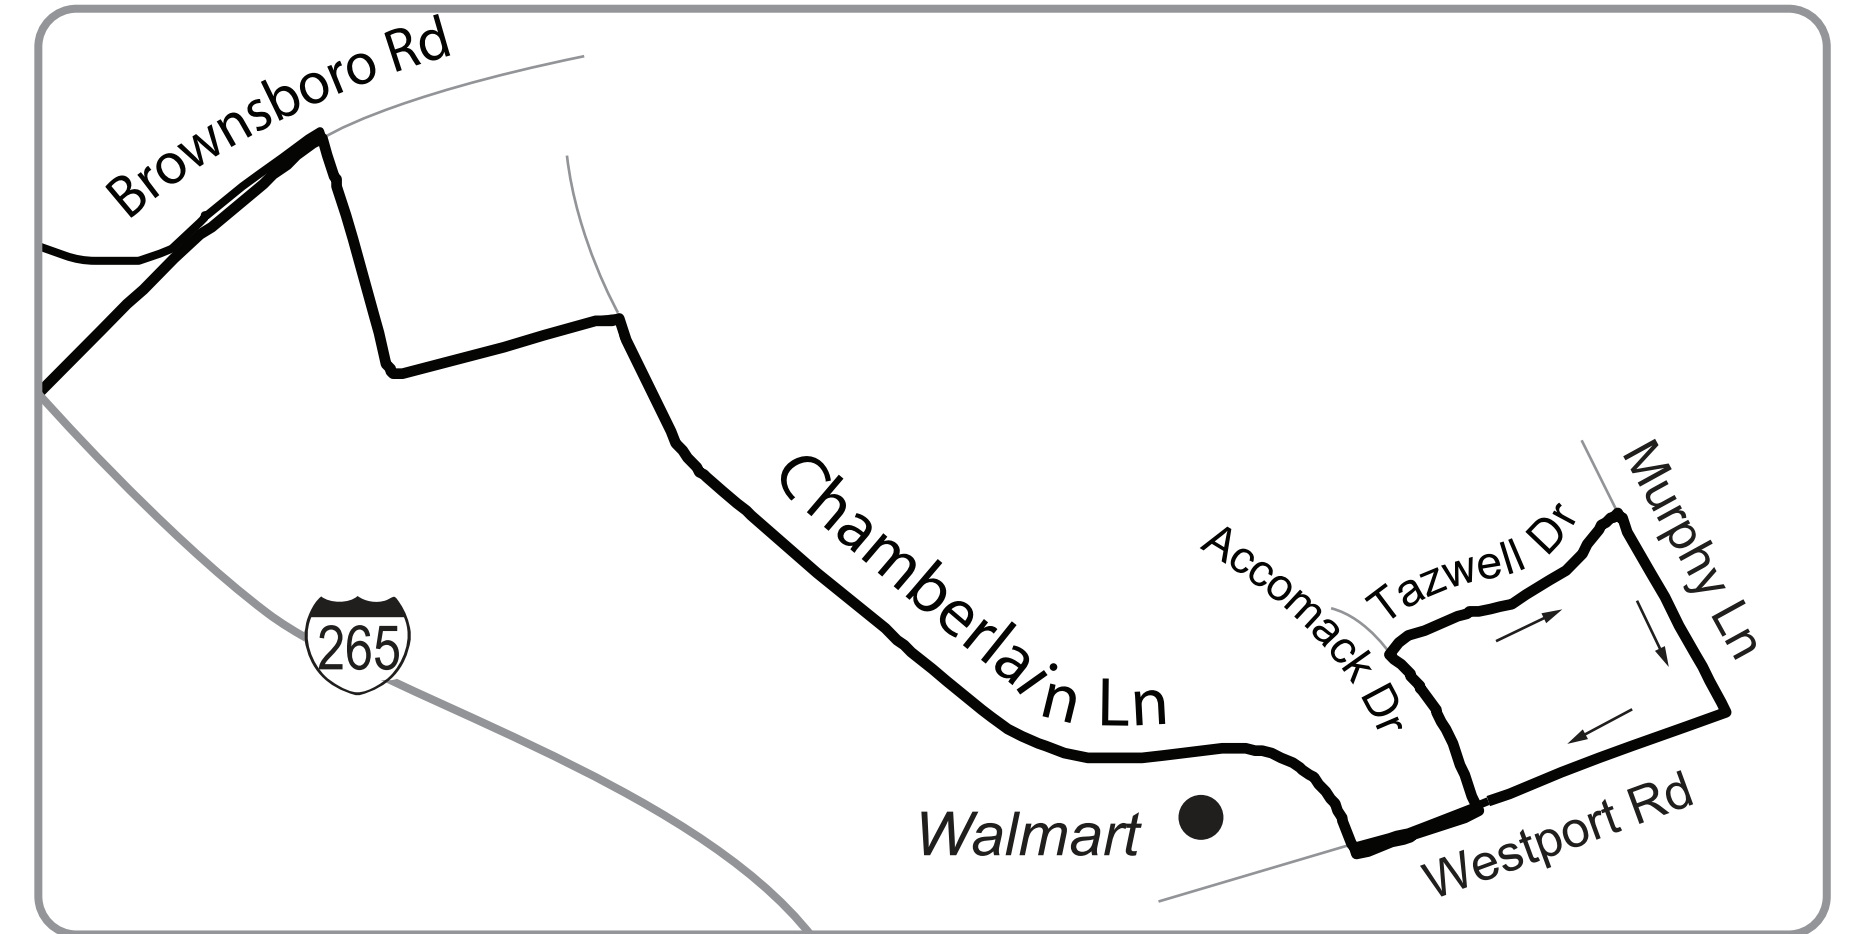 Brownsboro Rd
Chamberlain Ln
Murphy Ln
Tazwell Dr
Accomack Dr
265
Walmart
Westport Rd